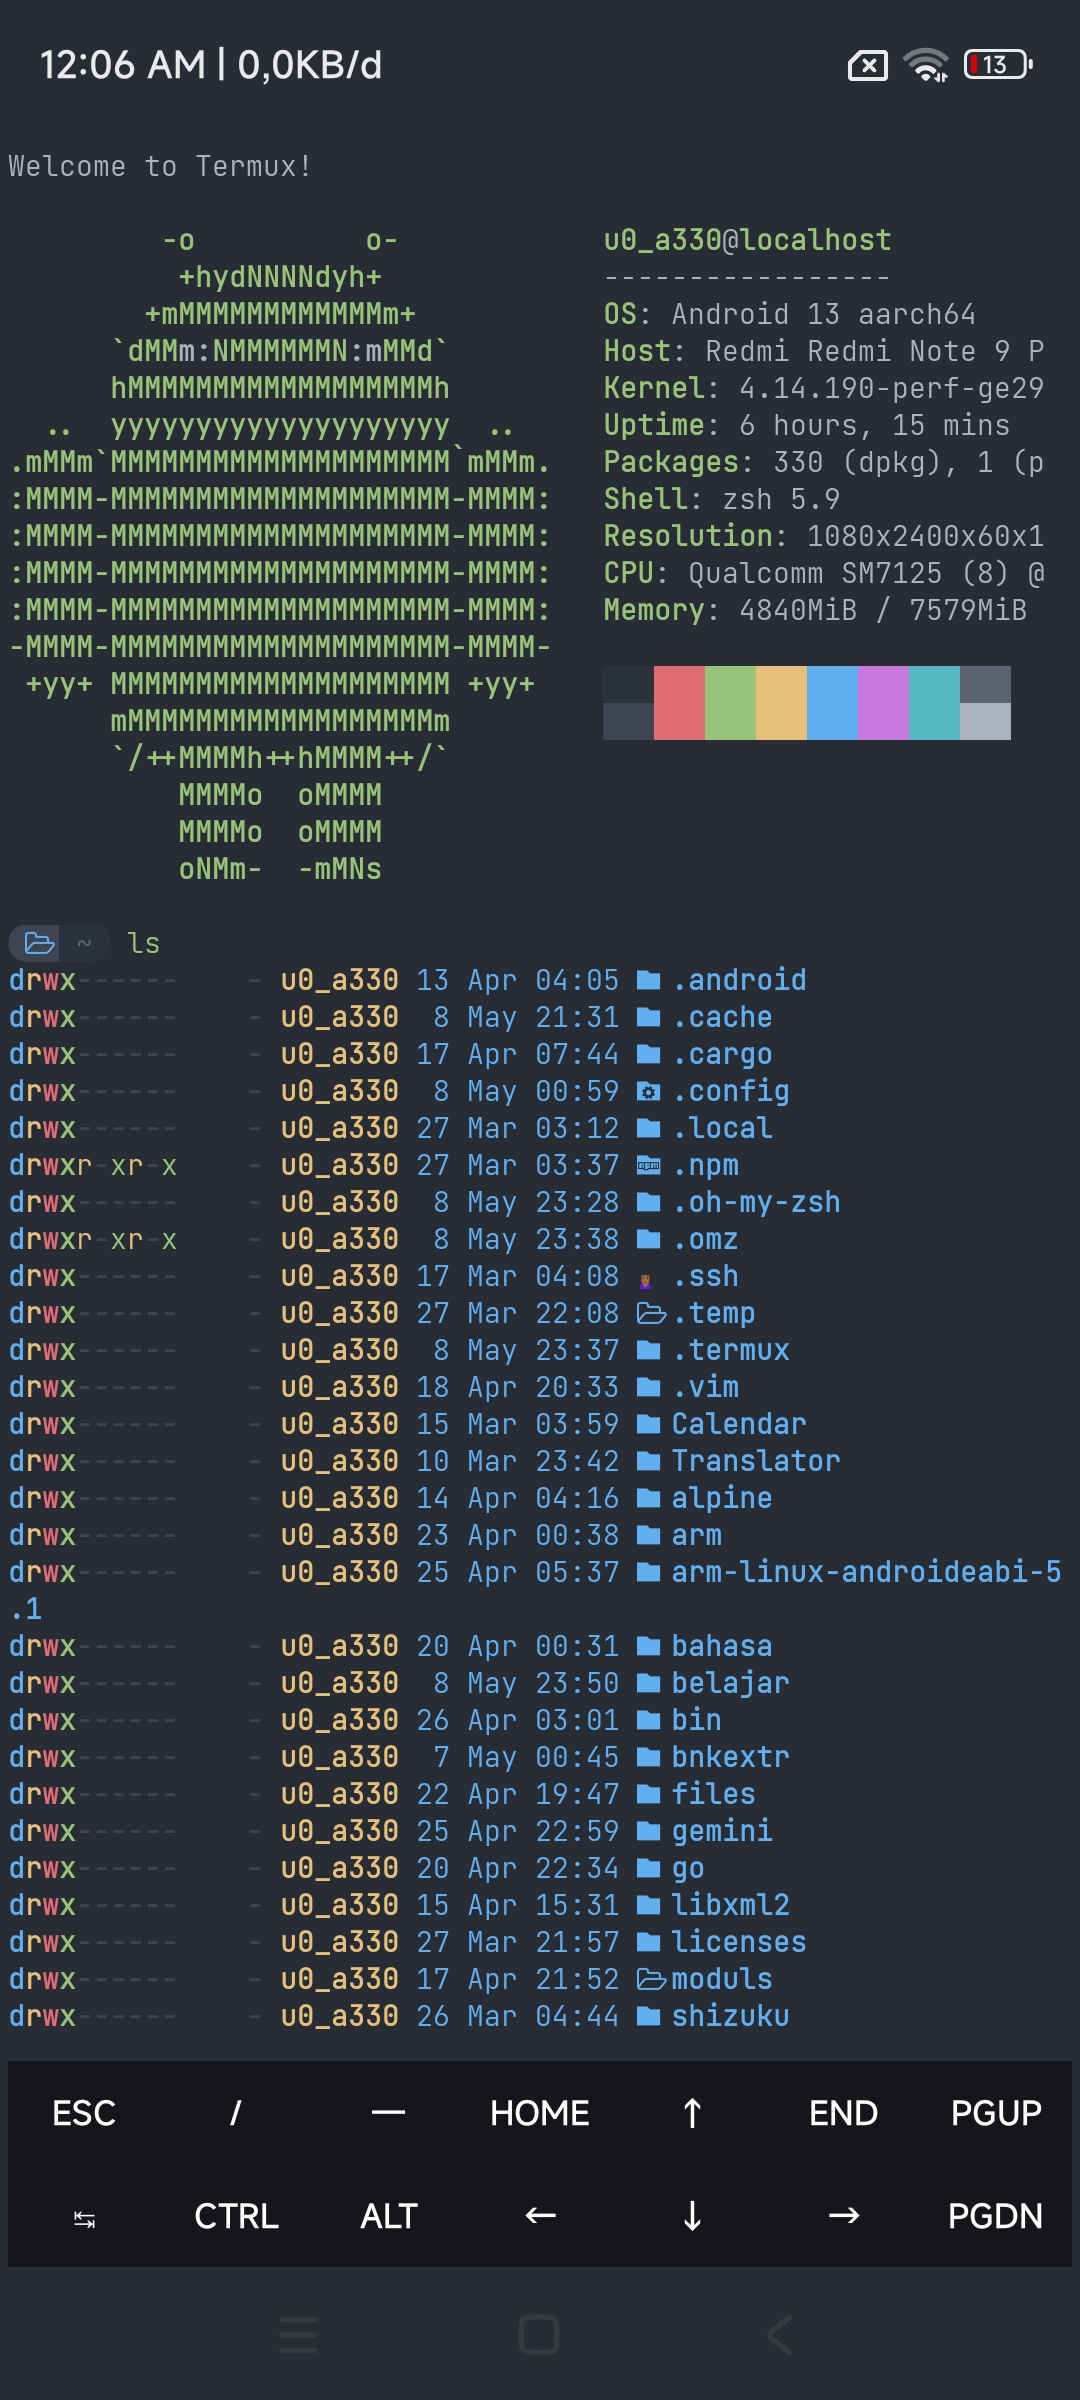 12:06 AM | 0,0KB/d
13
Welcome to Termux!
-o          o-
+hydNNNNdyh+
+mMMMMMMMMMMMMm+
`dMMm:NMMMMMMN:mMMd`
hMMMMMMMMMMMMMMMMMMh
..  yyyyyyyyyyyyyyyyyyyy  ..
.mMMm`MMMMMMMMMMMMMMMMMMMM`mMMm.
:MMMM-MMMMMMMMMMMMMMMMMMMM-MMMM:
:MMMM-MMMMMMMMMMMMMMMMMMMM-MMMM:
:MMMM-MMMMMMMMMMMMMMMMMMMM-MMMM:
:MMMM-MMMMMMMMMMMMMMMMMMMM-MMMM:
-MMMM-MMMMMMMMMMMMMMMMMMMM-MMMM-
+yy+ MMMMMMMMMMMMMMMMMMMM +yy+
mMMMMMMMMMMMMMMMMMMm
`/++MMMMh++hMMMM++/`
MMMMo  oMMMM
MMMMo  oMMMM
oNMm-  -mMNs
u0_a330@localhost
-----------------
OS: Android 13 aarch64
Host: Redmi Redmi Note 9 P
Kernel: 4.14.190-perf-ge29
Uptime: 6 hours, 15 mins
Packages: 330 (dpkg), 1 (p
Shell: zsh 5.9
Resolution: 1080x2400x60x1
CPU: Qualcomm SM7125 (8) @
Memory: 4840MiB / 7579MiB
~ ls
drwx------ - u0_a330 13 Apr 04:05 .android
drwx------ - u0_a330 8 May 21:31 .cache
drwx------ - u0_a330 17 Apr 07:44 .cargo
drwx------ - u0_a330 8 May 00:59 .config
drwx------ - u0_a330 27 Mar 03:12 .local
drwxr-xr-x - u0_a330 27 Mar 03:37 .npm
drwx------ - u0_a330 8 May 23:28 .oh-my-zsh
drwxr-xr-x - u0_a330 8 May 23:38 .omz
drwx------ - u0_a330 17 Mar 04:08 .ssh
drwx------ - u0_a330 27 Mar 22:08 .temp
drwx------ - u0_a330 8 May 23:37 .termux
drwx------ - u0_a330 18 Apr 20:33 .vim
drwx------ - u0_a330 15 Mar 03:59 Calendar
drwx------ - u0_a330 10 Mar 23:42 Translator
drwx------ - u0_a330 14 Apr 04:16 alpine
drwx------ - u0_a330 23 Apr 00:38 arm
drwx------ - u0_a330 25 Apr 05:37 arm-linux-androideabi-5
.1
drwx------ - u0_a330 20 Apr 00:31 bahasa
drwx------ - u0_a330 8 May 23:50 belajar
drwx------ - u0_a330 26 Apr 03:01 bin
drwx------ - u0_a330 7 May 00:45 bnkextr
drwx------ - u0_a330 22 Apr 19:47 files
drwx------ - u0_a330 25 Apr 22:59 gemini
drwx------ - u0_a330 20 Apr 22:34 go
drwx------ - u0_a330 15 Apr 15:31 libxml2
drwx------ - u0_a330 27 Mar 21:57 licenses
drwx------ - u0_a330 17 Apr 21:52 moduls
drwx------ - u0_a330 26 Mar 04:44 shizuku
ESC / — HOME ↑ END PGUP
↹ CTRL ALT ← ↓ → PGDN